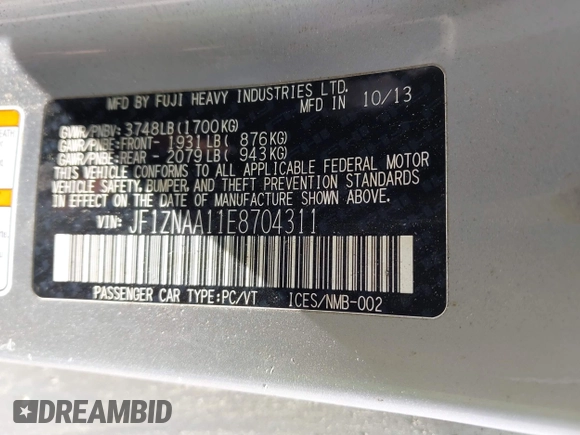 MFD BY FUJI HEAVY INDUSTRIES LTD.
MFD IN 10/13
GVWR/PNBV: 3748LB(1700KG)
GAWR/PNBE:FRONT- 1931LB( 876KG)
GAWR/PNBE:REAR - 2079LB( 943KG)
THIS VEHICLE CONFORMS TO ALL APPLICABLE FEDERAL MOTOR
VEHICLE SAFETY, BUMPER, AND THEFT PREVENTION STANDARDS
IN EFFECT ON THE DATE OF MANUFACTURE SHOWN ABOVE.
VIN: JF1ZNAA11E8704311
PASSENGER CAR TYPE:PC/VT ICES/NMB-002
DREAMBID